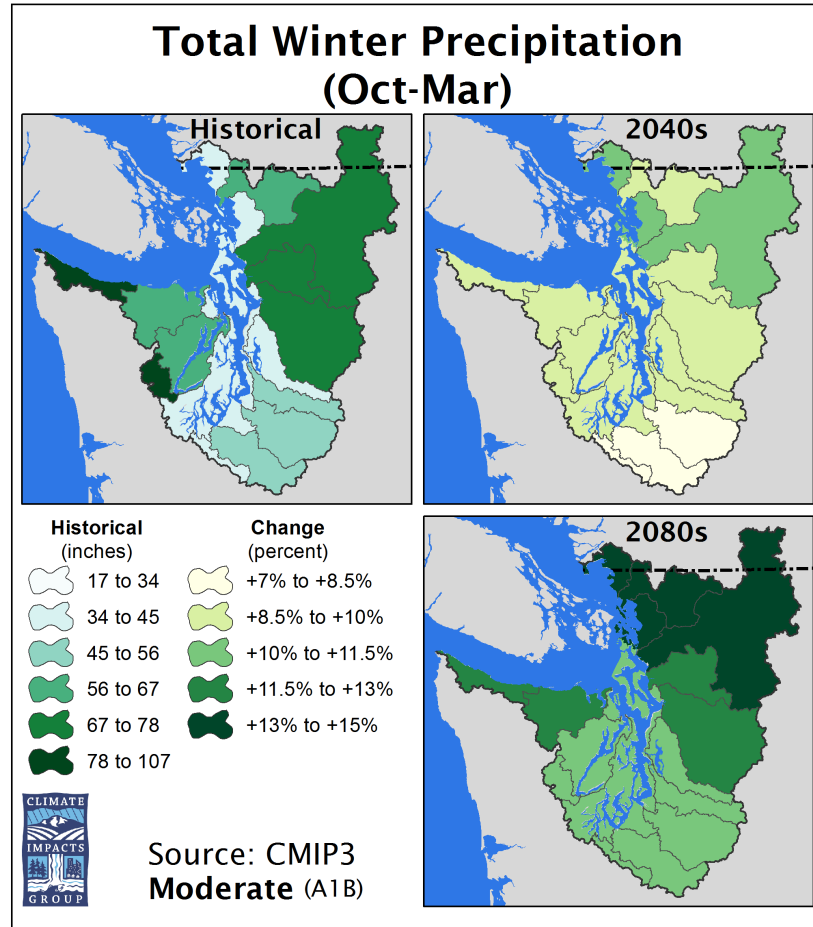 Total Winter Precipitation
(Oct-Mar)
Historical
2040s
Historical
(inches)
17 to 34
34 to 45
45 to 56
56 to 67
67 to 78
78 to 107
Change
(percent)
+7% to +8.5%
+8.5% to +10%
+10% to +11.5%
+11.5% to +13%
+13% to +15%
2080s
CLIMATE
IMPACTS
GROUP
Source: CMIP3
Moderate (A1B)